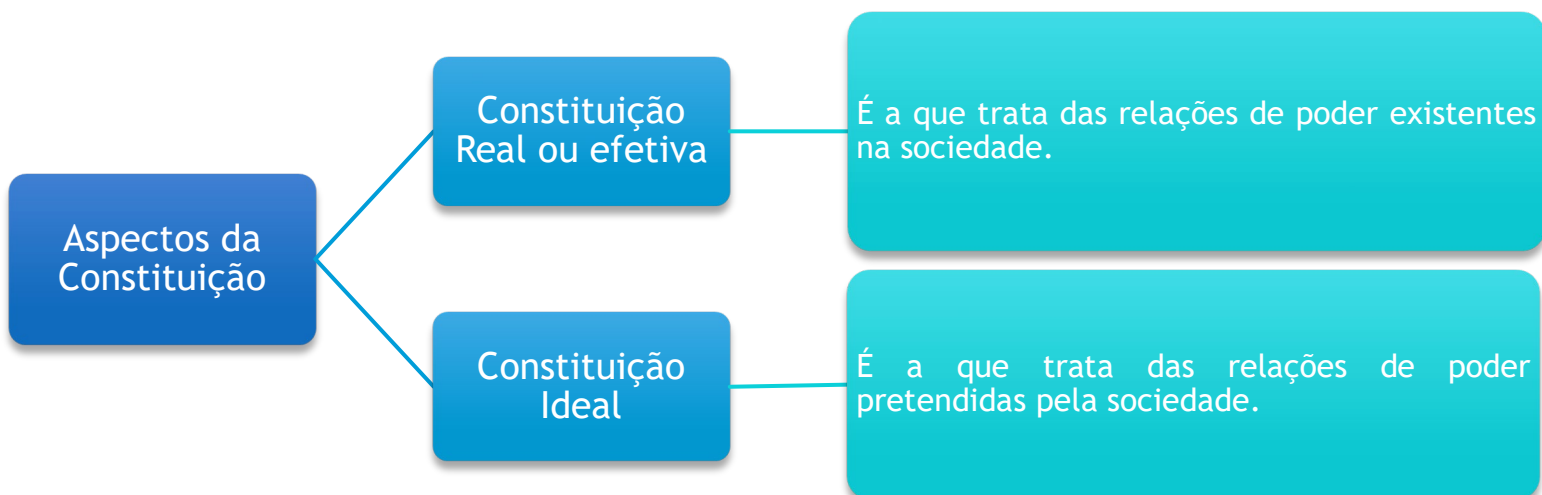 Aspectos da
Constituição
Constituição
Real ou efetiva
É a que trata das relações de poder existentes
na sociedade.
Constituição
Ideal
É a que trata das relações de poder
pretendidas pela sociedade.